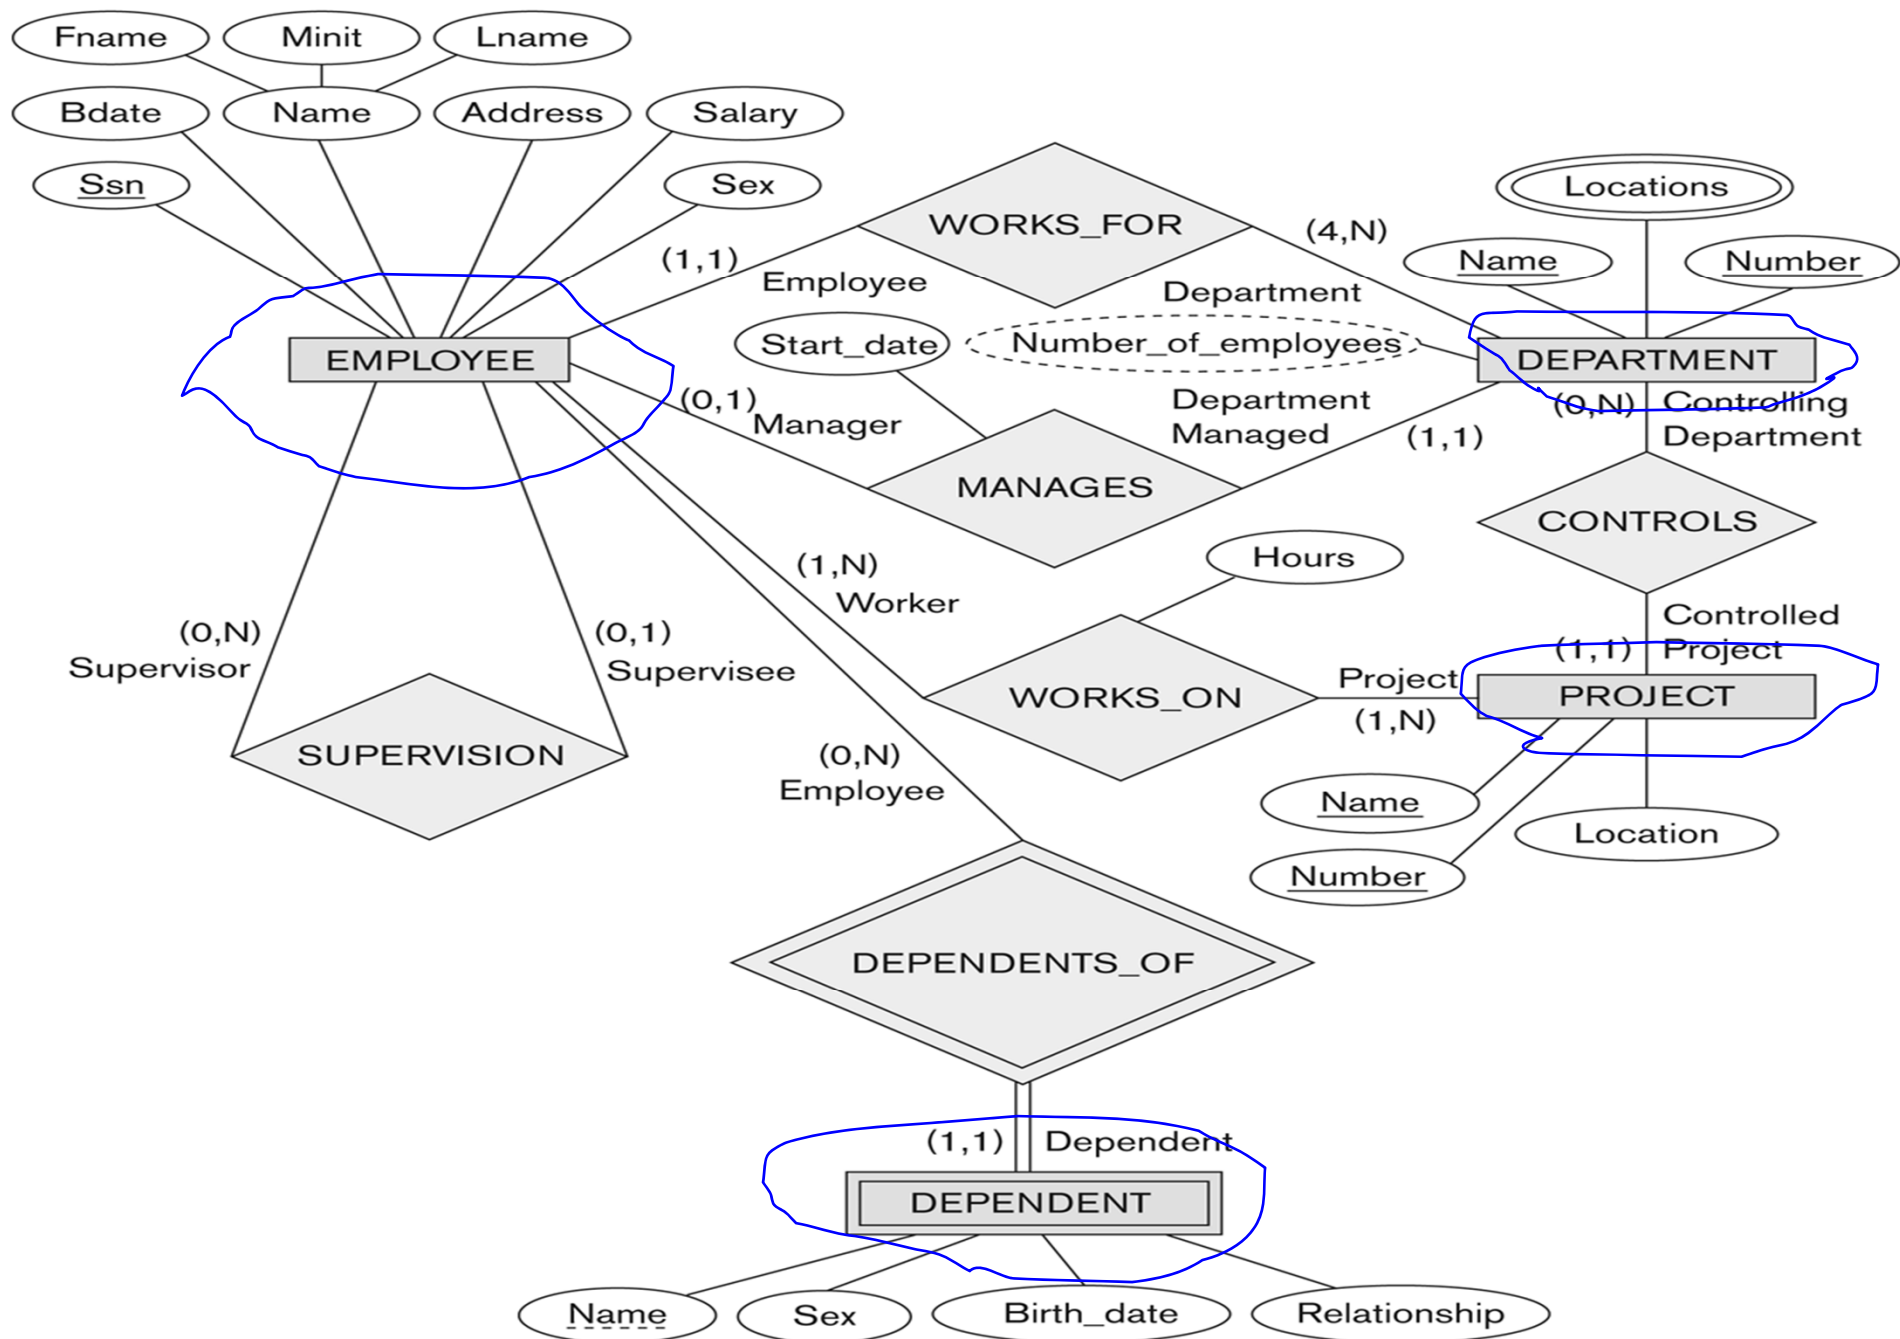 Fname Minit Lname
Bdate Name Address Salary
Ssn Sex
Locations
WORKS_FOR (4,N)
(1,1) Name Number
Employee Department
Start_date Number_of_employees
EMPLOYEE DEPARTMENT
(0,1) Department (0,N) Controlling
Manager Managed (1,1) Department
MANAGES
CONTROLS
Hours
(1,N)
Worker Controlled
(0,N) (0,1) (1,1) Project
Supervisor Supervisee Project
WORKS_ON PROJECT
(1,N)
SUPERVISION (0,N)
Employee Name
Location
Number
DEPENDENTS_OF
(1,1) Dependent
DEPENDENT
Name Sex Birth_date Relationship